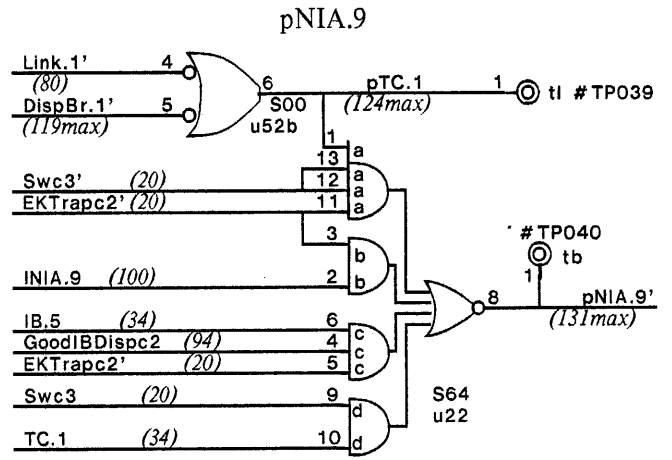 pNIA.9
Link.1' 4
(80)
6 pTC.1 1 tl #TP039
S00 (124max)
DispBr.1' 5
(119max)
u52b
1 a
13 a
Swc3' (20) 12 a
EKTrapc2' (20) 11 a
3 b
INIA.9 (100) 2 b
#TP040
tb
1
8 pNIA.9'
(131max)
IB.5 (34) 6 c
GoodIBDispc2 (94) 4 c
EKTrapc2' (20) 5 c
Swc3 (20) 9 d
S64
u22
TC.1 (34) 10 d